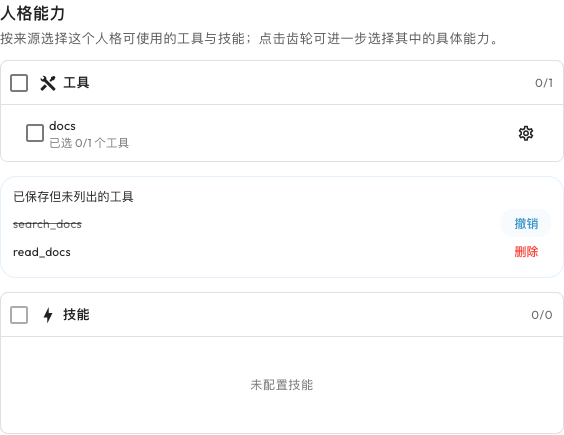 人格能力
按来源选择这个人格可使用的工具与技能；点击齿轮可进一步选择其中的具体能力。
工具 0/1
docs
已选 0/1 个工具
已保存但未列出的工具
search_docs 撤销
read_docs 删除
技能 0/0
未配置技能